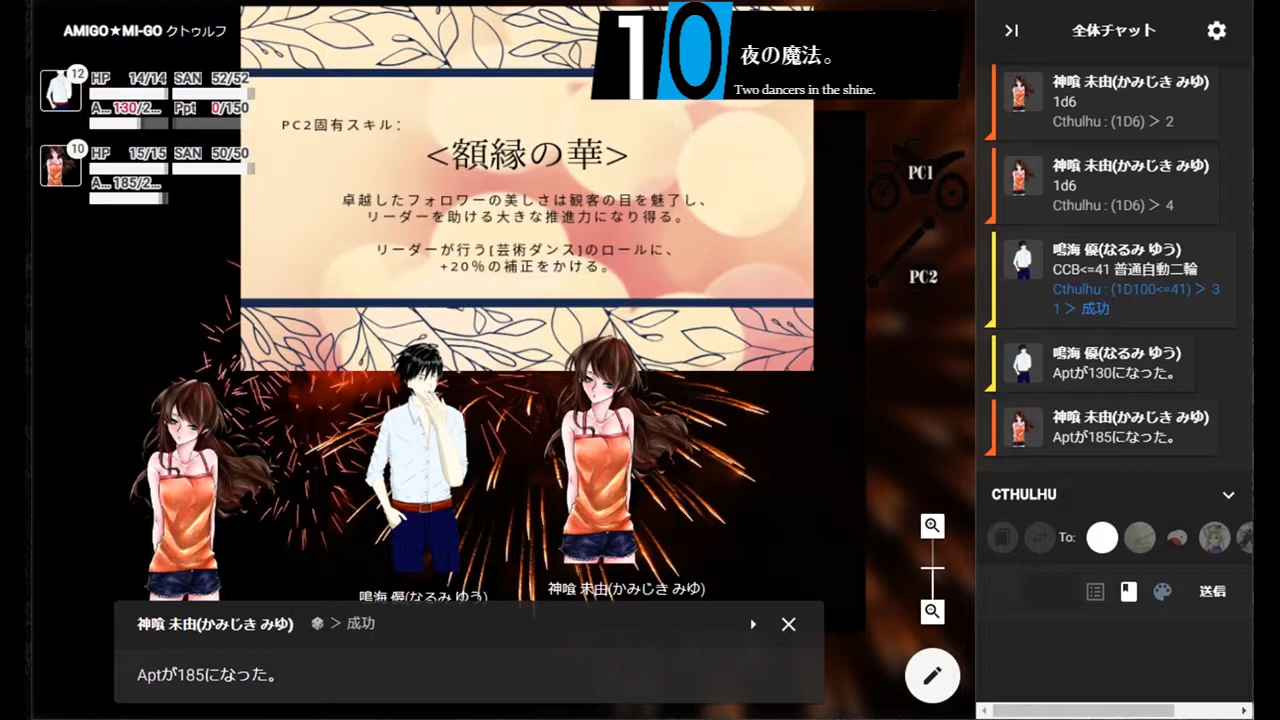 AMIGO★MI-GO クトゥルフ
12
HP 14/14 SAN 52/52
A... 130/2... Ppt 0/150
10
HP 15/15 SAN 50/50
A... 185/2...
10
夜の魔法。
Two dancers in the shine.
PC2固有スキル：
<額縁の華>
卓越したフォロワーの美しさは観客の目を魅了し、
リーダーを助ける大きな推進力になり得る。
リーダーが行う[芸術ダンス]のロールに、
+20％の補正をかける。
PC1
PC2
鳴海 優(なるみ ゆう)
神喰 未由(かみじき みゆ)
神喰 未由(かみじき みゆ) ＞ 成功
Aptが185になった。
全体チャット
神喰 未由(かみじき みゆ)
1d6
Cthulhu : (1D6) ＞ 2
神喰 未由(かみじき みゆ)
1d6
Cthulhu : (1D6) ＞ 4
鳴海 優(なるみ ゆう)
CCB<=41 普通自動二輪
Cthulhu : (1D100<=41) ＞ 3
1 ＞ 成功
鳴海 優(なるみ ゆう)
Aptが130になった。
神喰 未由(かみじき みゆ)
Aptが185になった。
CTHULHU
To:
送信